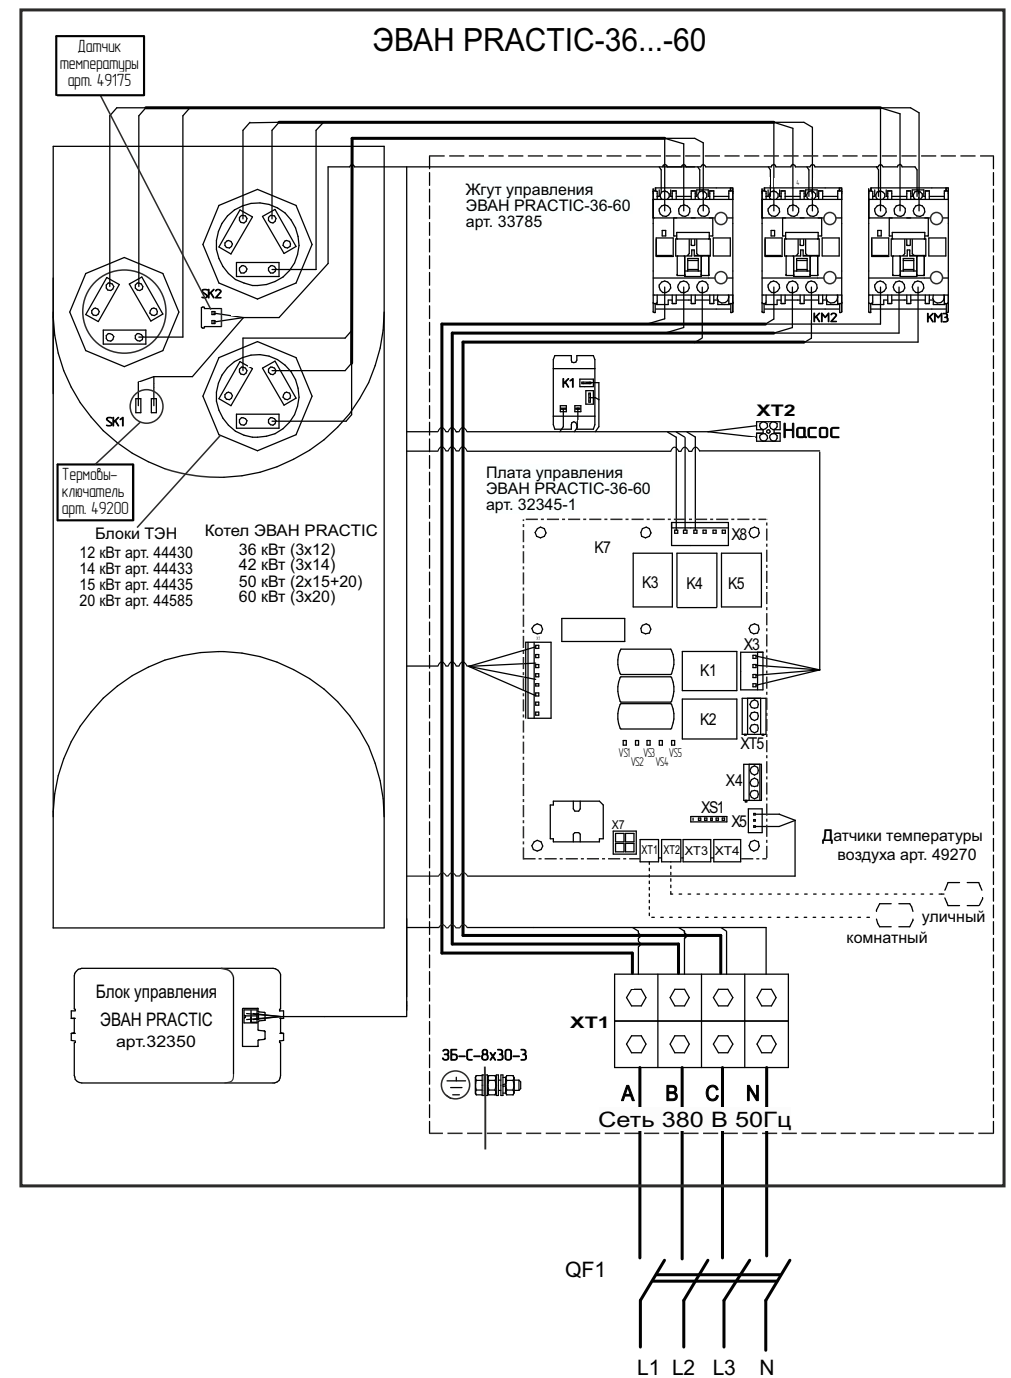 ЭВАН PRACTIC-36...-60
Датчик
температуры
арт. 49175
Жгут управления
ЭВАН PRACTIC-36-60
арт. 33785
SK2
KM2
KM3
K1
SK1
XT2
Насос
Термовы-
ключатель
арт. 49200
Плата управления
ЭВАН PRACTIC-36-60
арт. 32345-1
Блоки ТЭН
12 кВт арт. 44430
14 кВт арт. 44433
15 кВт арт. 44435
20 кВт арт. 44585
Котел ЭВАН PRACTIC
36 кВт (3х12)
42 кВт (3х14)
50 кВт (2х15+20)
60 кВт (3х20)
X8
K7
K3
K4
K5
X3
K1
K2
XT5
VS1
VS2
VS3
VS4
VS5
X4
XS1
X5
X7
XT1
XT2
XT3
XT4
Датчики температуры
воздуха арт. 49270
уличный
комнатный
Блок управления
ЭВАН PRACTIC
арт.32350
XT1
ЗБ-С-8х30-3
A B C N
Сеть 380 В 50Гц
QF1
L1 L2 L3 N